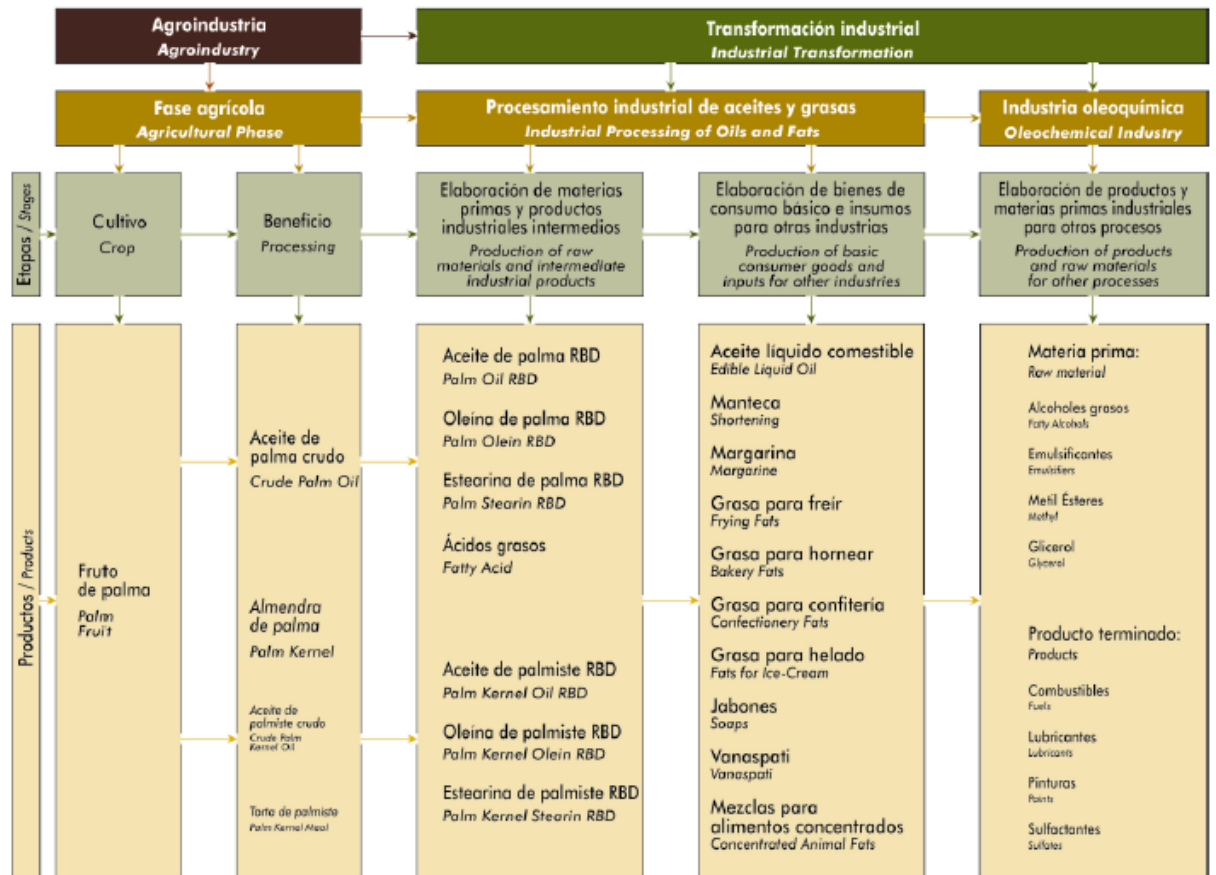 Agroindustria
Agroindustry
Transformación industrial
Industrial Transformation
Fase agrícola
Agricultural Phase
Procesamiento industrial de aceites y grasas
Industrial Processing of Oils and Fats
Industria oleoquímica
Oleochemical Industry
Etapas / Stages
Cultivo
Crop
Beneficio
Processing
Elaboración de materias
primas y productos
industriales intermedios
Production of raw
materials and intermediate
industrial products
Elaboración de bienes de
consumo básico e insumos
para otras industrias
Production of basic
consumer goods and
inputs for other industries
Elaboración de productos y
materias primas industriales
para otros procesos
Production of products
and raw materials
for other processes
Productos / Products
Fruto
de palma
Palm
Fruit
Aceite de
palma crudo
Crude Palm Oil
Almendra
de palma
Palm Kernel
Aceite de
palmiste crudo
Crude Palm
Kernel Oil
Torta de palmiste
Palm Kernel Meal
Aceite de palma RBD
Palm Oil RBD
Oleína de palma RBD
Palm Olein RBD
Estearina de palma RBD
Palm Stearin RBD
Ácidos grasos
Fatty Acid
Aceite de palmiste RBD
Palm Kernel Oil RBD
Oleína de palmiste RBD
Palm Kernel Olein RBD
Estearina de palmiste RBD
Palm Kernel Stearin RBD
Aceite líquido comestible
Edible Liquid Oil
Manteca
Shortening
Margarina
Margarine
Grasa para freír
Frying Fats
Grasa para hornear
Bakery Fats
Grasa para confitería
Confectionery Fats
Grasa para helado
Fats for Ice-Cream
Jabones
Soaps
Vanaspati
Vanaspati
Mezclas para
alimentos concentrados
Concentrated Animal Fats
Materia prima:
Raw material
Alcoholes grasos
Fatty Alcohols
Emulsificantes
Emulsifiers
Metil Ésteres
Methyl
Glicerol
Glycerol
Producto terminado:
Products
Combustibles
Fuels
Lubricantes
Lubricants
Pinturas
Paints
Sulfactantes
Sulfates